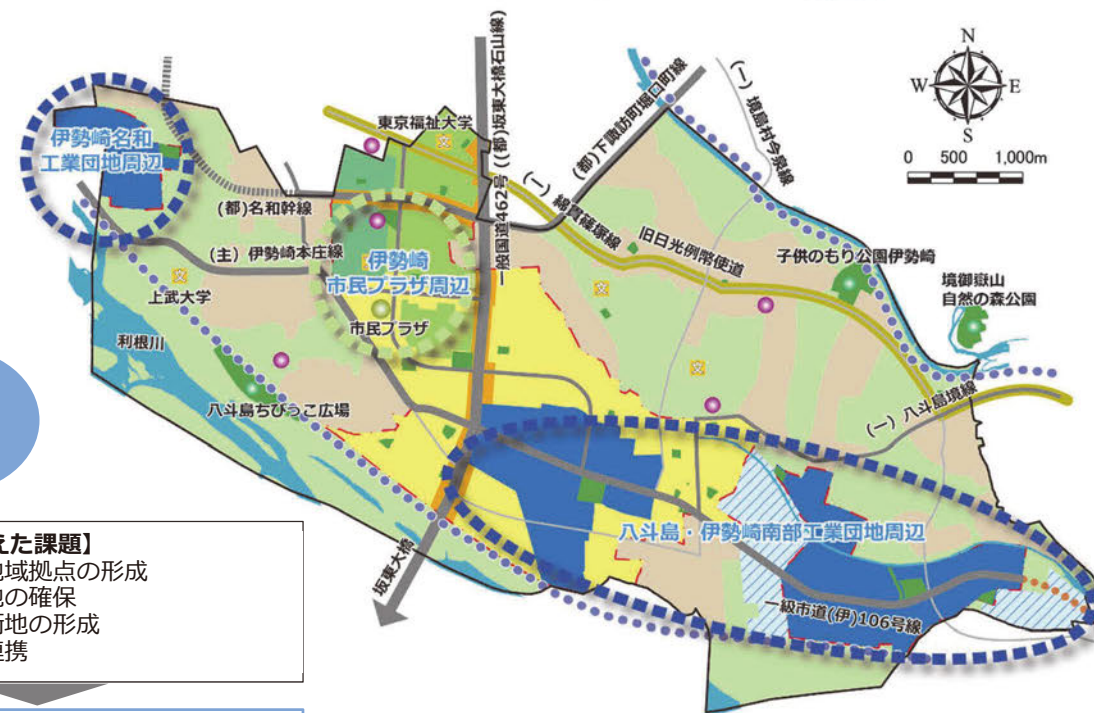 N
W
E
S
0 500 1,000m
伊勢崎名和
工業団地周辺
東京福祉大学
一般国道462号 ((都)坂東大橋石山線)
(都)下諏訪町堀口町線
(一)境島村今泉線
(都)名和幹線
(一)綿貫篠塚線
旧日光例幣使道
子供のもり公園伊勢崎
境御嶽山
自然の森公園
(主)伊勢崎本庄線
伊勢崎
市民プラザ周辺
上武大学
市民プラザ
利根川
八斗島ちびっこ広場
(一)八斗島境線
八斗島・伊勢崎南部工業団地周辺
坂東大橋
一級市道(伊)106号線
えた課題】
地域拠点の形成
地の確保
街地の形成
連携